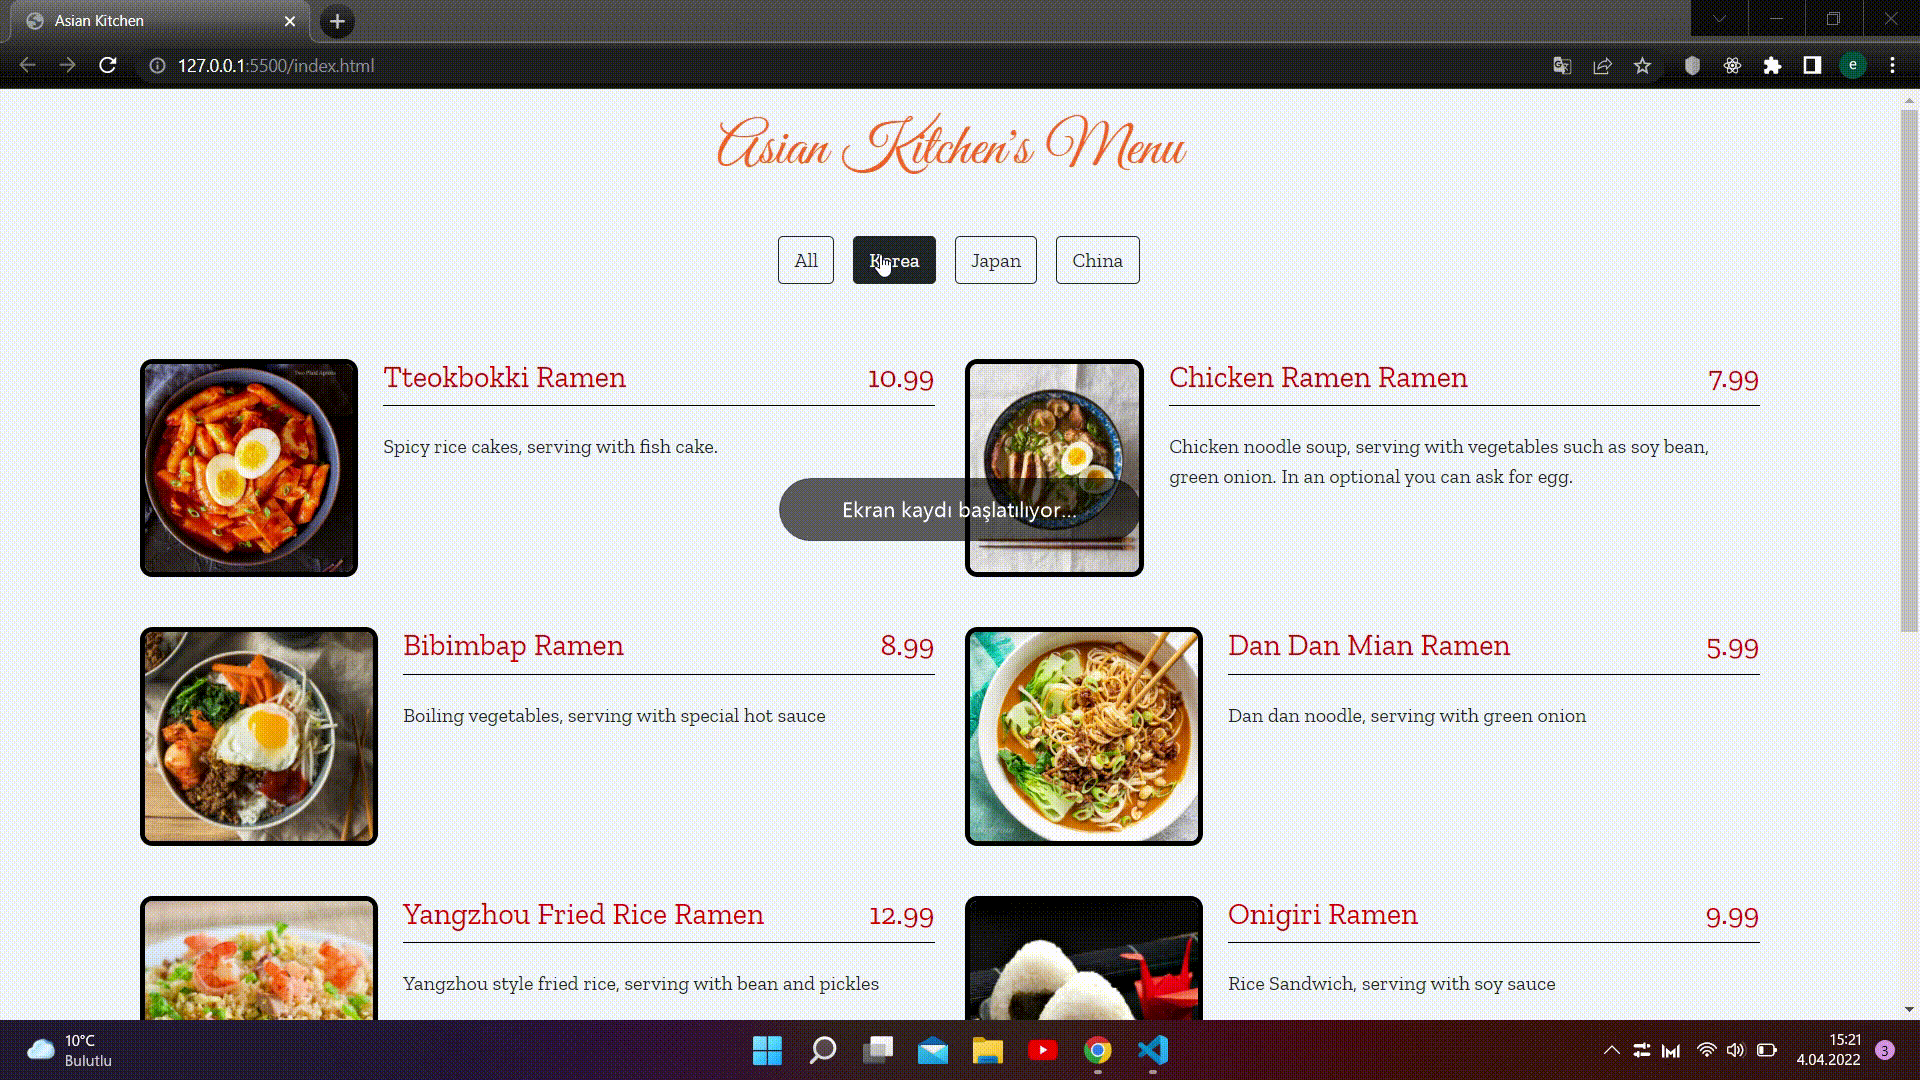 Asian Kitchen
127.0.0.1:5500/index.html
e
Asian Kitchen's Menu
All
Korea
Japan
China
Tteokbokki Ramen 10.99
Spicy rice cakes, serving with fish cake.
Chicken Ramen Ramen 7.99
Chicken noodle soup, serving with vegetables such as soy bean,
green onion. In an optional you can ask for egg.
Ekran kaydı başlatılıyor...
Bibimbap Ramen 8.99
Boiling vegetables, serving with special hot sauce
Dan Dan Mian Ramen 5.99
Dan dan noodle, serving with green onion
Yangzhou Fried Rice Ramen 12.99
Yangzhou style fried rice, serving with bean and pickles
Onigiri Ramen 9.99
Rice Sandwich, serving with soy sauce
10°C
Bulutlu
15:21
4.04.2022
3